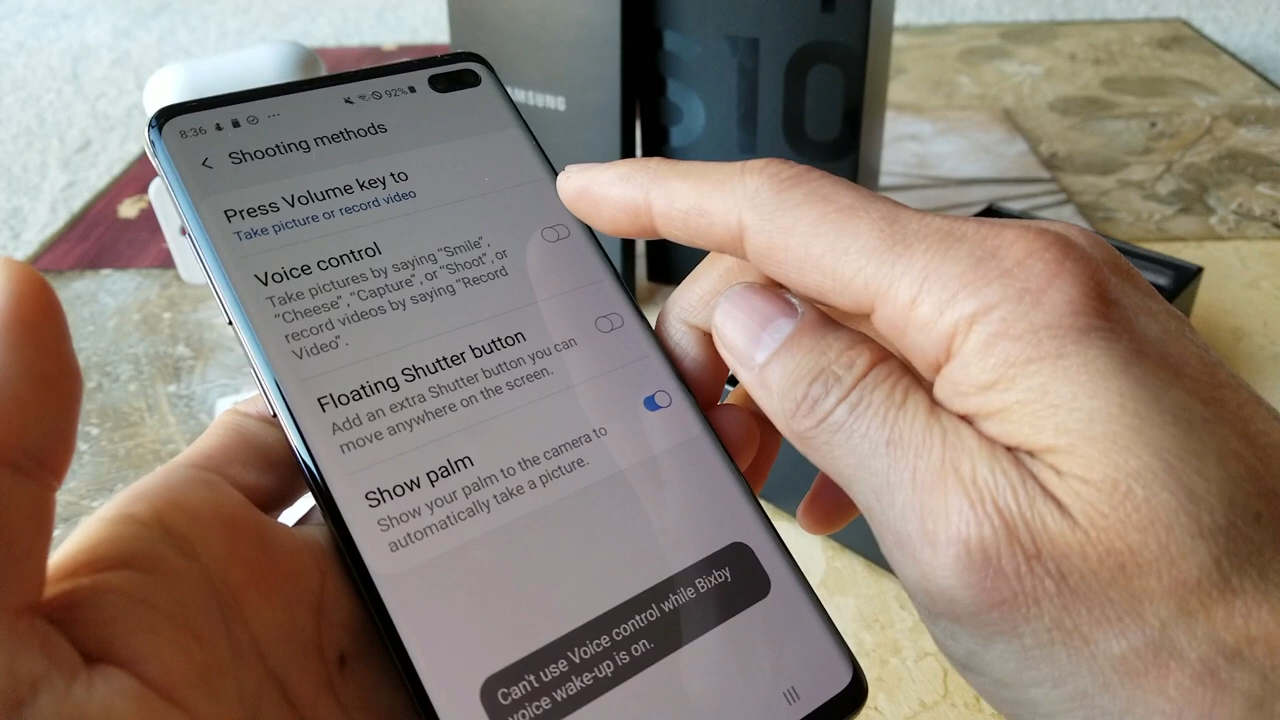 8:36
92%
Shooting methods
Press Volume key to
Take picture or record video
Voice control
Take pictures by saying "Smile",
"Cheese", "Capture", or "Shoot", or
record videos by saying "Record
Video".
Floating Shutter button
Add an extra Shutter button you can
move anywhere on the screen.
Show palm
Show your palm to the camera to
automatically take a picture.
Can't use Voice control while Bixby
voice wake-up is on.
SAMSUNG
S10